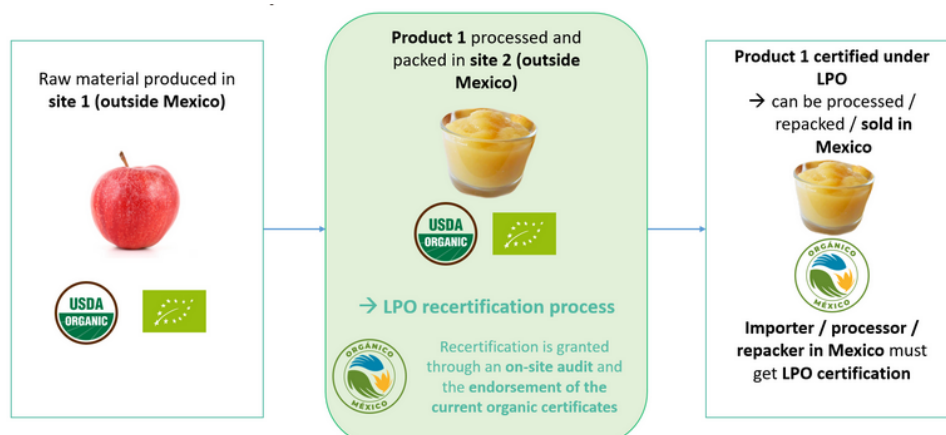 Raw material produced in
site 1 (outside Mexico)
USDA
ORGANIC
Product 1 processed and
packed in site 2 (outside
Mexico)
USDA
ORGANIC
→ LPO recertification process
ORGÁNICO
MÉXICO
Recertification is granted
through an on-site audit and
the endorsement of the
current organic certificates
Product 1 certified under
LPO
→ can be processed /
repacked / sold in
Mexico
ORGÁNICO
MÉXICO
Importer / processor /
repacker in Mexico must
get LPO certification